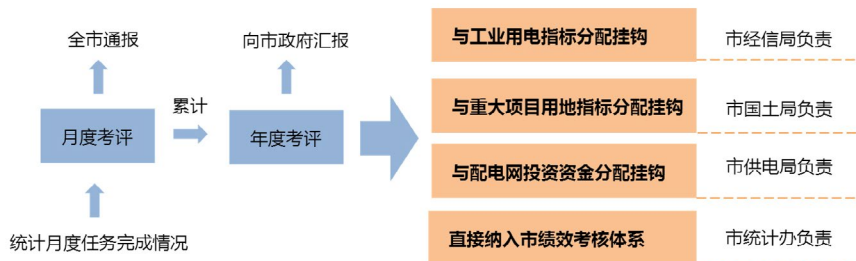 全市通报
向市政府汇报
月度考评
累计
年度考评
统计月度任务完成情况
与工业用电指标分配挂钩
市经信局负责
与重大项目用地指标分配挂钩
市国土局负责
与配电网投资资金分配挂钩
市供电局负责
直接纳入市绩效考核体系
市统计办负责